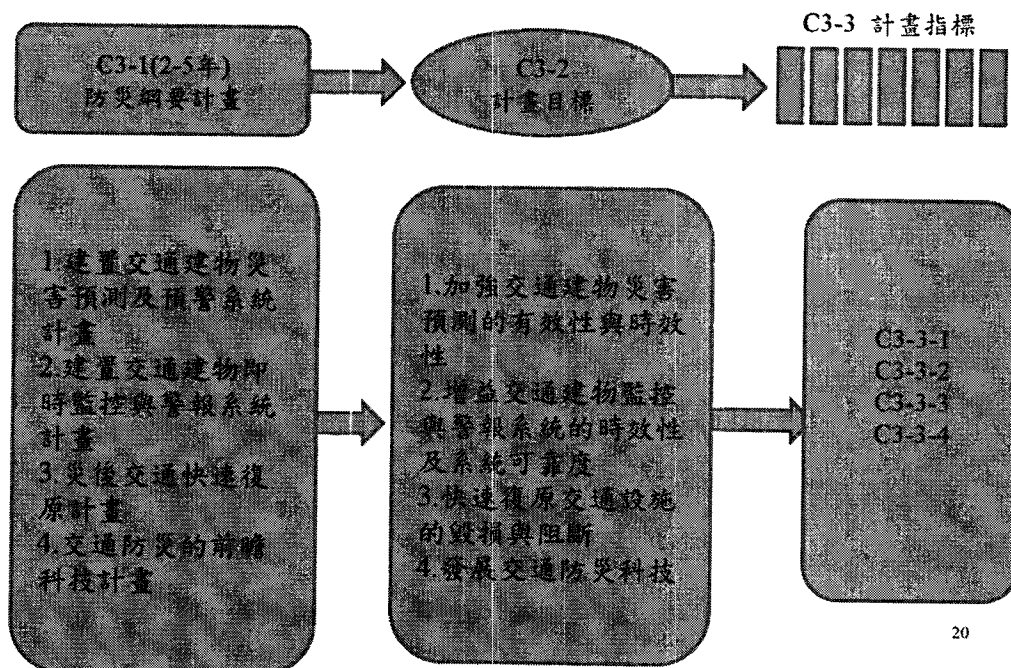 C3-1(2-5年)
防災綱要計畫
C3-2
計畫目標
C3-3 計畫指標
1.建置交通建物災
害預測及預警系統
計畫
2.建置交通建物即
時監控與警報系統
計畫
3.災後交通快速復
原計畫
4.交通防災的前瞻
科技計畫
1.加強交通建物災害
預測的有效性與時效
性
2.增益交通建物監控
與警報系統的時效性
及系統可靠度
3.快速復原交通設施
的毀損與阻斷
4.發展交通防災科技
C3-3-1
C3-3-2
C3-3-3
C3-3-4
20